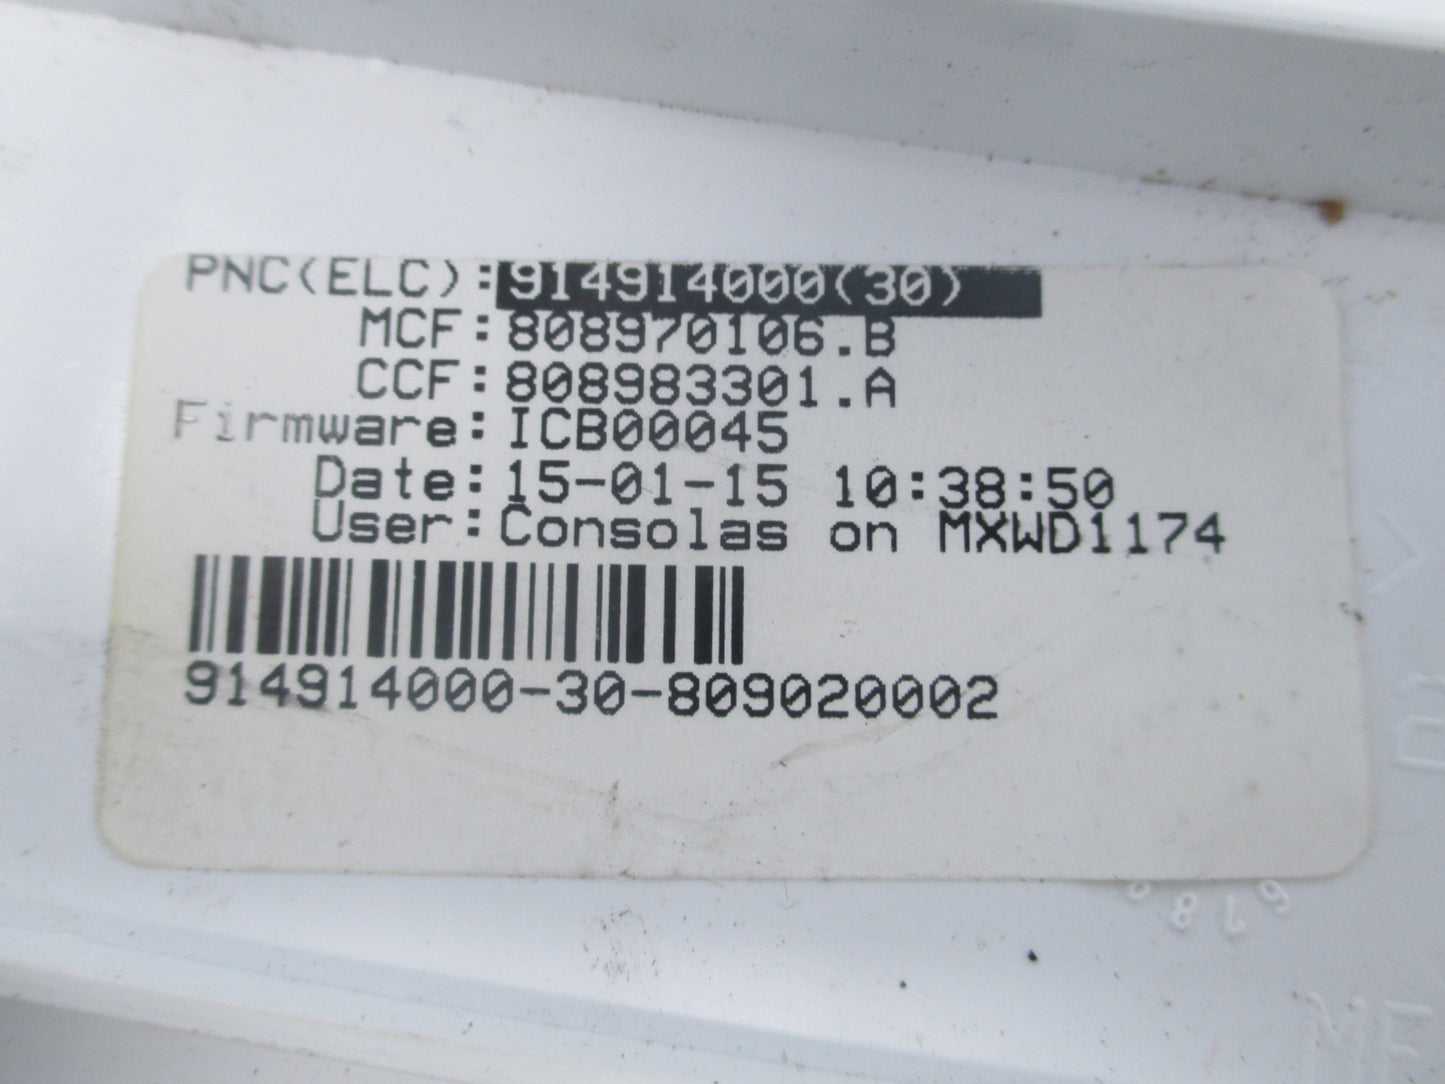 PNC(ELC):914914000(30)
MCF:808970106.B
CCF:808983301.A
Firmware:ICB00045
Date:15-01-15 10:38:50
User:Consolas on MXWD1174
914914000-30-809020002